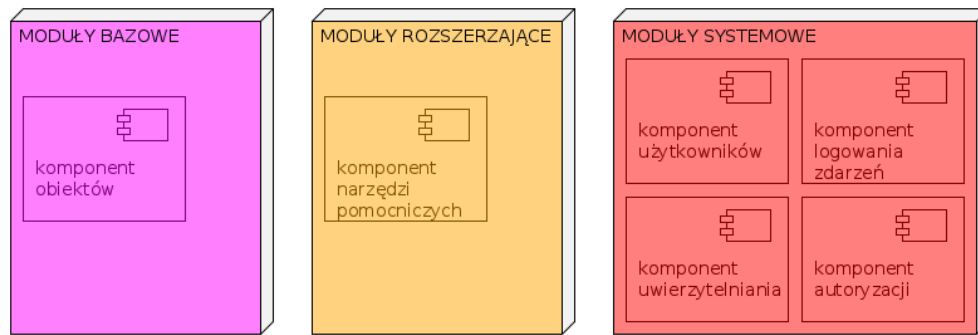 MODUŁY BAZOWE
komponent
obiektów
MODUŁY ROZSZERZAJĄCE
komponent
narzędzi
pomocniczych
MODUŁY SYSTEMOWE
komponent
użytkowników
komponent
logowania
zdarzeń
komponent
uwierzytelniania
komponent
autoryzacji